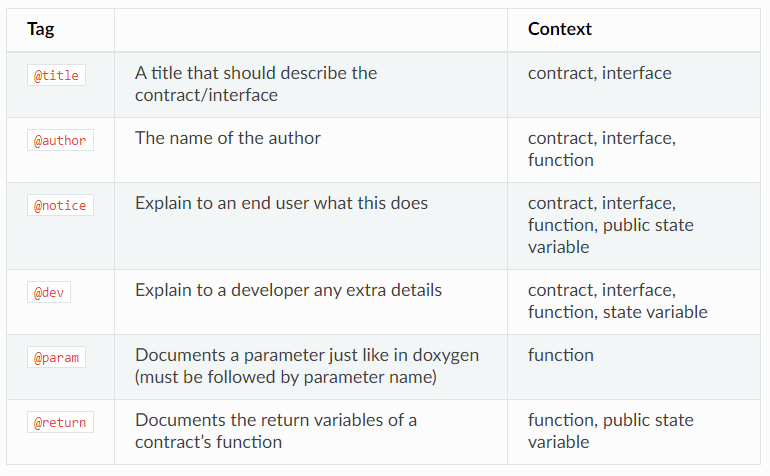 Tag Context
@title A title that should describe the contract, interface
contract/interface
@author The name of the author contract, interface,
function
@notice Explain to an end user what this does contract, interface,
function, public state
variable
@dev Explain to a developer any extra details contract, interface,
function, state variable
@param Documents a parameter just like in doxygen function
(must be followed by parameter name)
@return Documents the return variables of a function, public state
contract’s function variable